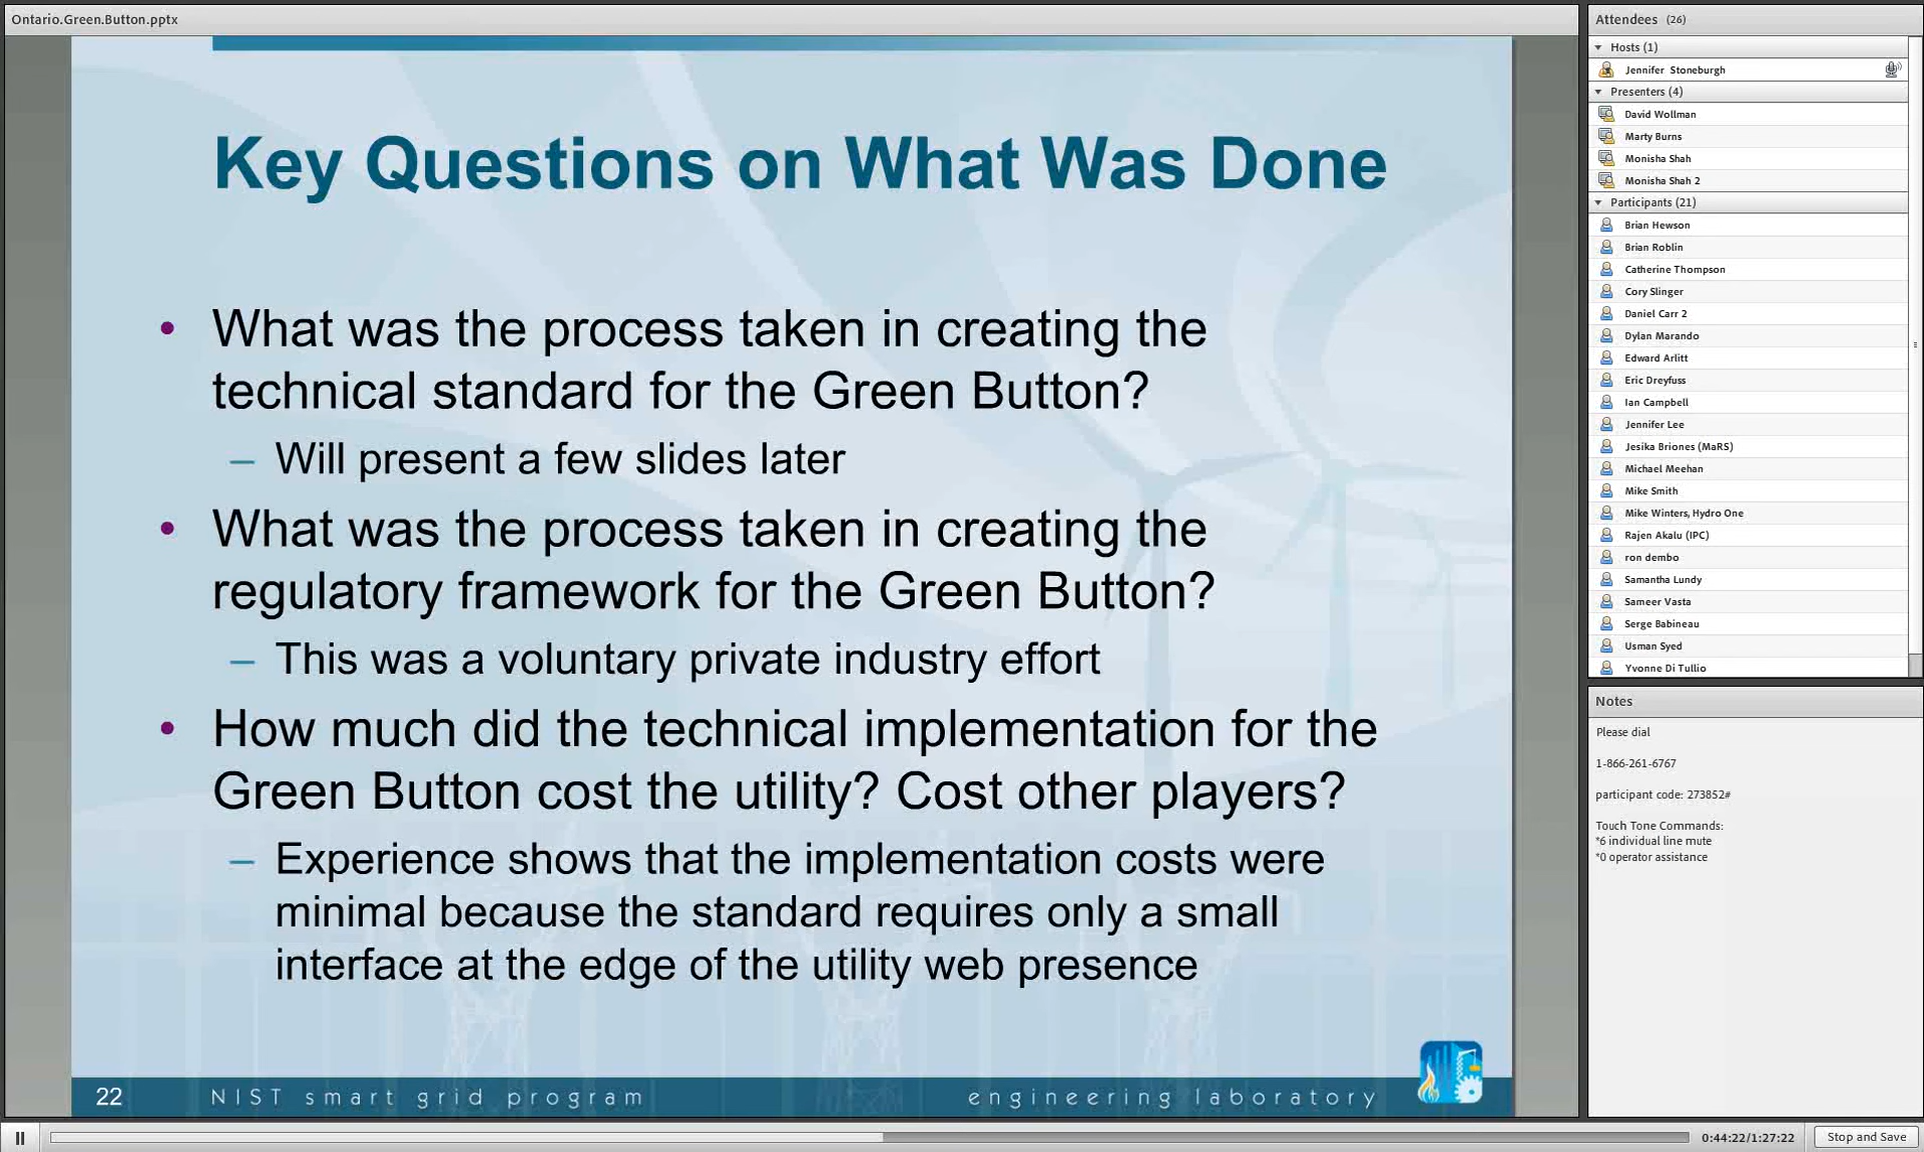 Ontario.Green.Button.pptx
Key Questions on What Was Done
• What was the process taken in creating the
technical standard for the Green Button?
– Will present a few slides later
• What was the process taken in creating the
regulatory framework for the Green Button?
– This was a voluntary private industry effort
• How much did the technical implementation for the
Green Button cost the utility? Cost other players?
– Experience shows that the implementation costs were
minimal because the standard requires only a small
interface at the edge of the utility web presence
22 NIST smart grid program engineering laboratory
Attendees (26)
Hosts (1)
Jennifer Stoneburgh
Presenters (4)
David Wollman
Marty Burns
Monisha Shah
Monisha Shah 2
Participants (21)
Brian Hewson
Brian Roblin
Catherine Thompson
Cory Slinger
Daniel Carr 2
Dylan Marando
Edward Arlitt
Eric Dreyfuss
Ian Campbell
Jennifer Lee
Jesika Briones (MaRS)
Michael Meehan
Mike Smith
Mike Winters, Hydro One
Rajen Akalu (IPC)
ron dembo
Samantha Lundy
Sameer Vasta
Serge Babineau
Usman Syed
Yvonne Di Tullio
Notes
Please dial
1-866-261-6767
participant code: 273852#
Touch Tone Commands:
*6 individual line mute
*0 operator assistance
0:44:22/1:27:22
Stop and Save